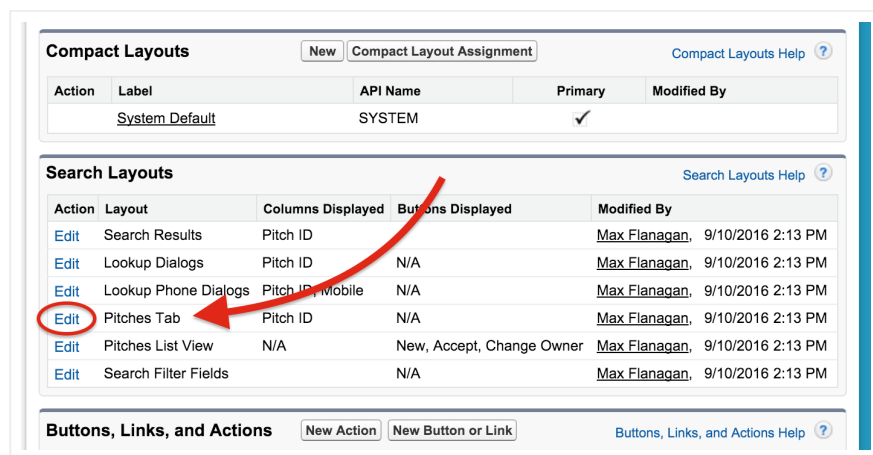 Compact Layouts New Compact Layout Assignment Compact Layouts Help ?
Action Label API Name Primary Modified By
System Default SYSTEM
Search Layouts Search Layouts Help ?
Action Layout Columns Displayed Buttons Displayed Modified By
Edit Search Results Pitch ID Max Flanagan, 9/10/2016 2:13 PM
Edit Lookup Dialogs Pitch ID N/A Max Flanagan, 9/10/2016 2:13 PM
Edit Lookup Phone Dialogs Pitch ID, Mobile N/A Max Flanagan, 9/10/2016 2:13 PM
Edit Pitches Tab Pitch ID N/A Max Flanagan, 9/10/2016 2:13 PM
Edit Pitches List View N/A New, Accept, Change Owner Max Flanagan, 9/10/2016 2:13 PM
Edit Search Filter Fields N/A Max Flanagan, 9/10/2016 2:13 PM
Buttons, Links, and Actions New Action New Button or Link Buttons, Links, and Actions Help ?